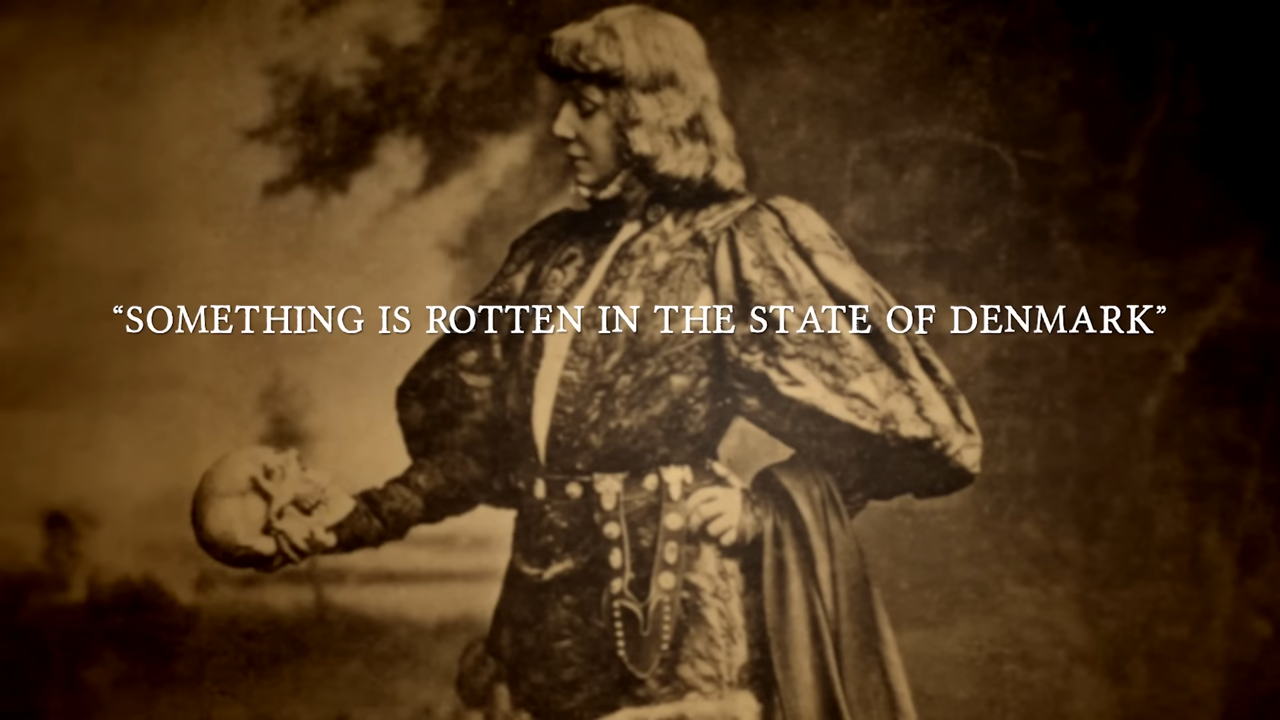 “SOMETHING IS ROTTEN IN THE STATE OF DENMARK”